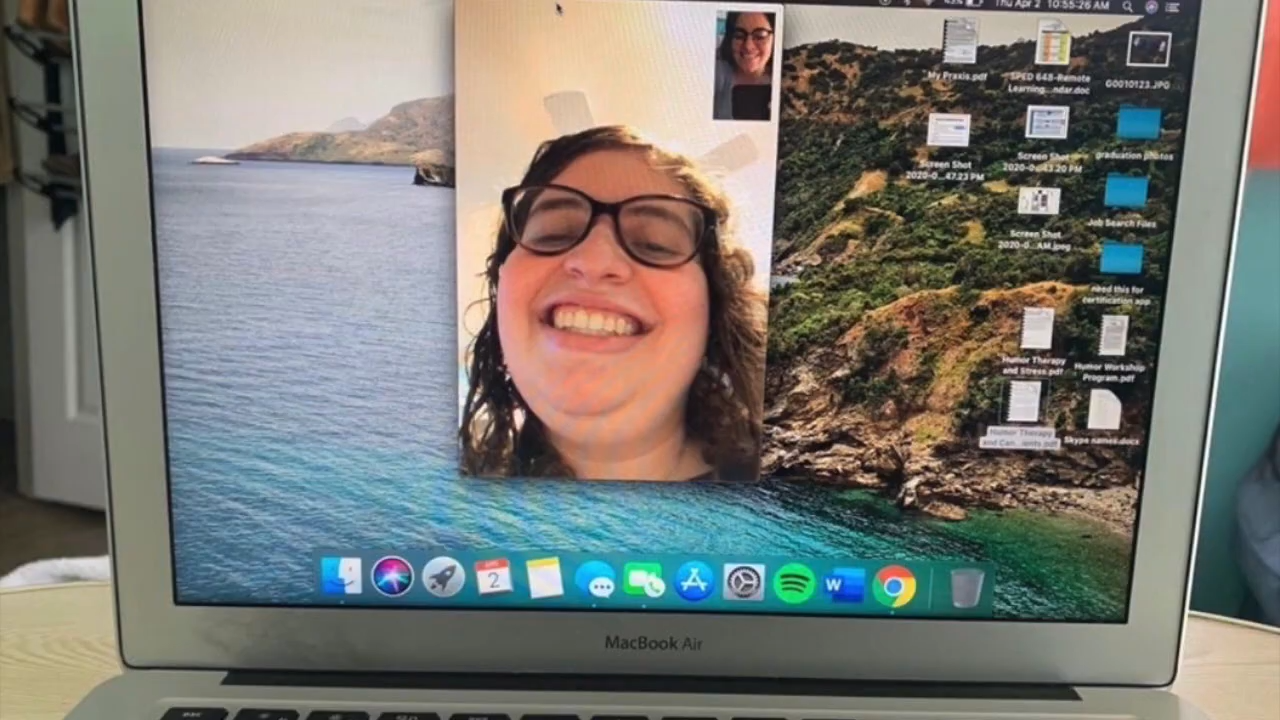 43%
Thu Apr 2 10:55:26 AM
My Praxis.pdf
SPED 648-Remote
Learning...ndar.doc
G0010123.JPG
Screen Shot
2020-0...47.23 PM
Screen Shot
2020-0...43.20 PM
graduation photos
Screen Shot
2020-0...AM.jpeg
Job Search Files
need this for
certification app
Humor Therapy
and Stress.pdf
Humor Workshop
Program.pdf
Humor Therapy
and Can...ients.pdf
Skype names.docx
2
W
MacBook Air